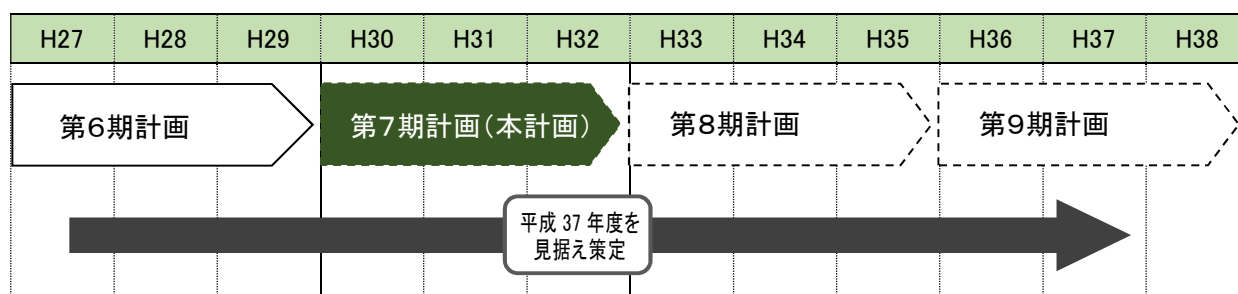 H27 H28 H29 H30 H31 H32 H33 H34 H35 H36 H37 H38
第６期計画 第７期計画（本計画） 第８期計画 第９期計画
平成 37 年度を
見据え策定